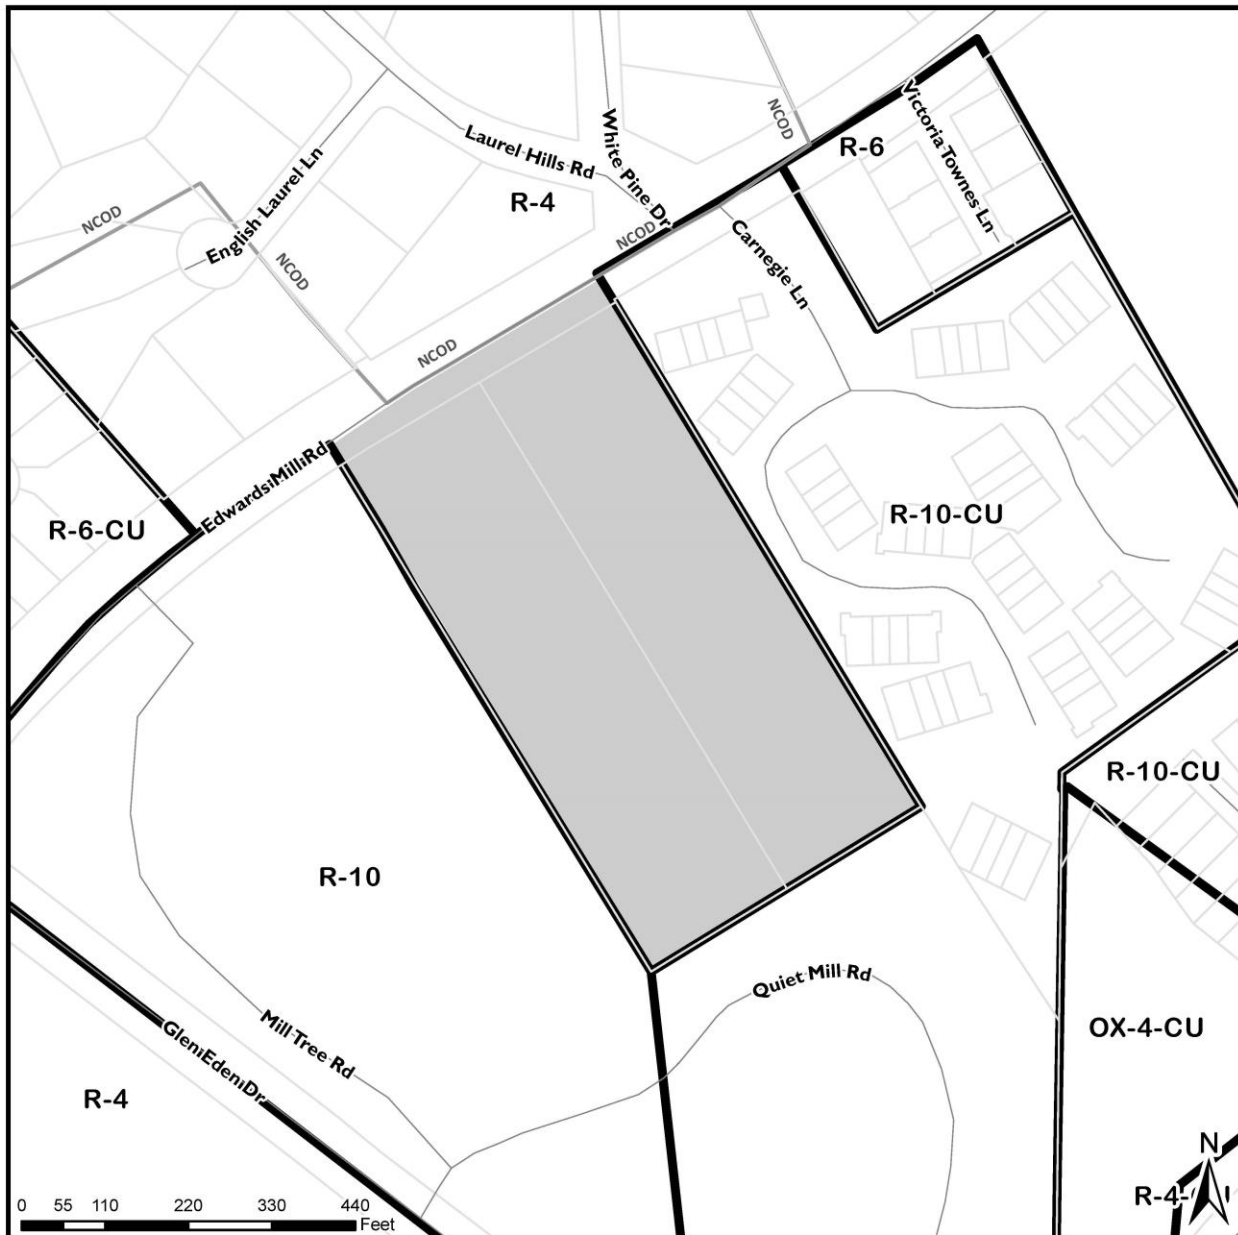 NCOD
Victoria Townes Ln
R-6
Laurel Hills Rd
White Pine Dr
English Laurel Ln
R-4
NCOD
NCOD
NCOD
Carnegie Ln
NCOD
Edwards Mill Rd
R-6-CU
R-10-CU
R-10-CU
R-10
Quiet Mill Rd
OX-4-CU
Mill Tree Rd
Glen Eden Dr
R-4
N
0 55 110 220 330 440
Feet